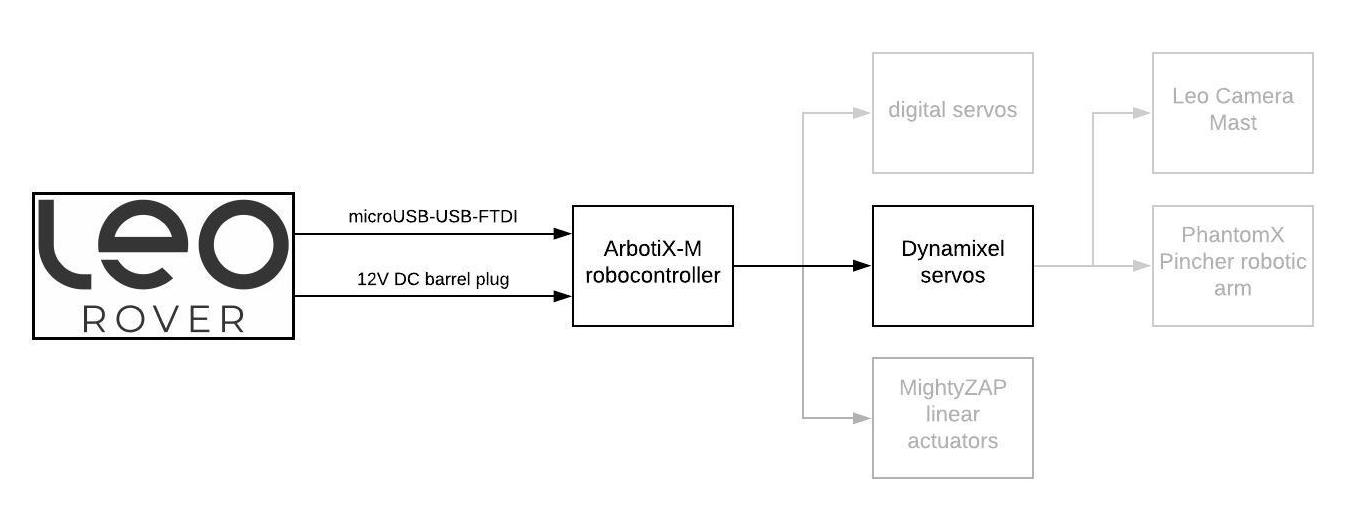 Leo
ROVER
microUSB-USB-FTDI
12V DC barrel plug
ArbotiX-M
robocontroller
digital servos
Dynamixel
servos
MightyZAP
linear
actuators
Leo Camera
Mast
PhantomX
Pincher robotic
arm